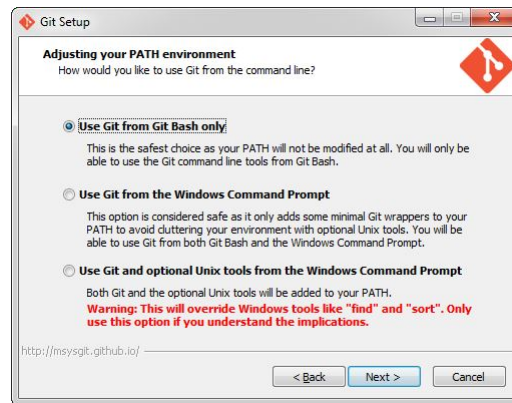 Git Setup
Adjusting your PATH environment
How would you like to use Git from the command line?
Use Git from Git Bash only
This is the safest choice as your PATH will not be modified at all. You will only be
able to use the Git command line tools from Git Bash.
Use Git from the Windows Command Prompt
This option is considered safe as it only adds some minimal Git wrappers to your
PATH to avoid cluttering your environment with optional Unix tools. You will be
able to use Git from both Git Bash and the Windows Command Prompt.
Use Git and optional Unix tools from the Windows Command Prompt
Both Git and the optional Unix tools will be added to your PATH.
Warning: This will override Windows tools like "find" and "sort". Only
use this option if you understand the implications.
http://msysgit.github.io/
< Back Next > Cancel